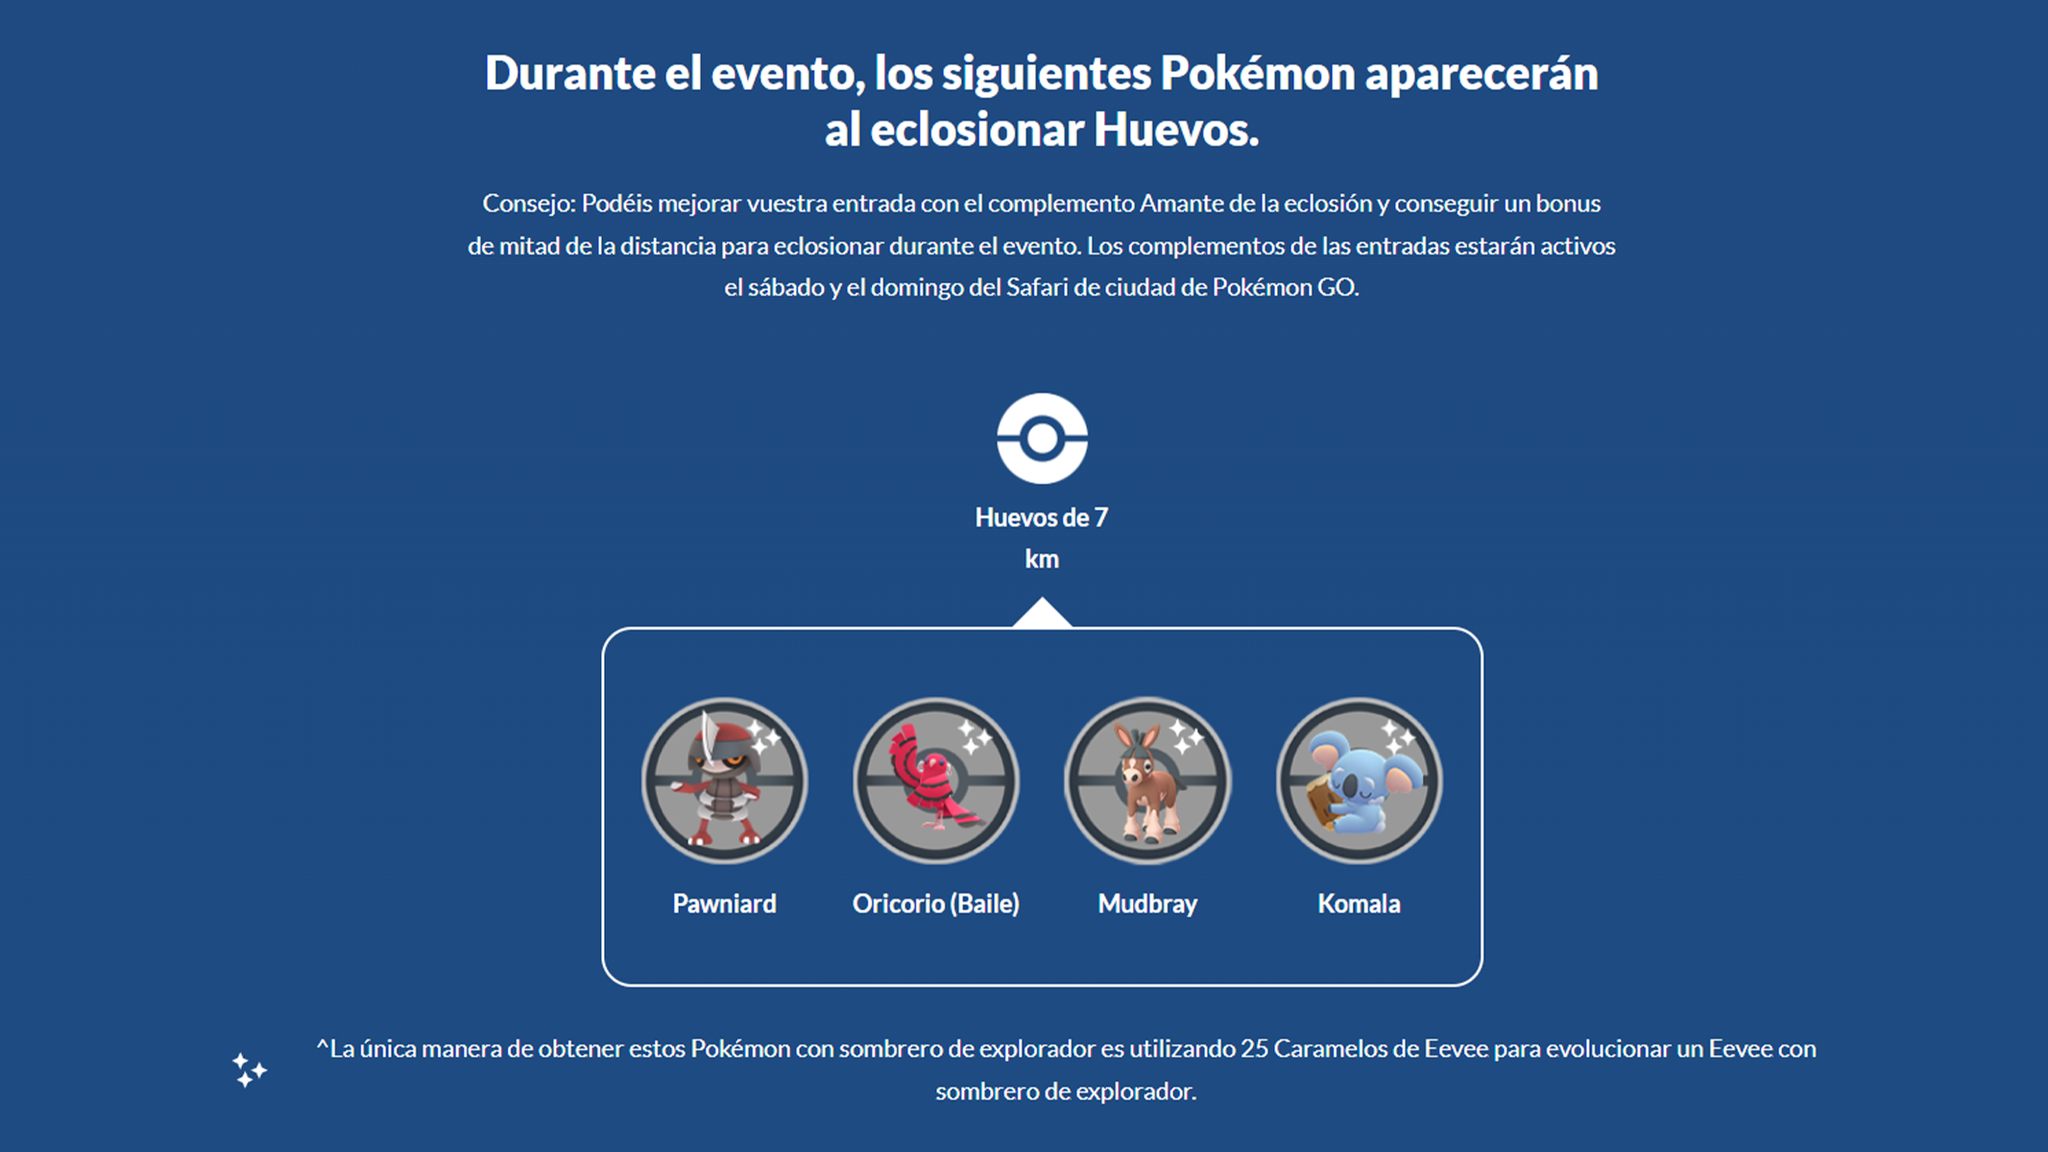 Durante el evento, los siguientes Pokémon aparecerán
al eclosionar Huevos.
Consejo: Podéis mejorar vuestra entrada con el complemento Amante de la eclosión y conseguir un bonus
de mitad de la distancia para eclosionar durante el evento. Los complementos de las entradas estarán activos
el sábado y el domingo del Safari de ciudad de Pokémon GO.
Huevos de 7
km
Pawniard
Oricorio (Baile)
Mudbray
Komala
^La única manera de obtener estos Pokémon con sombrero de explorador es utilizando 25 Caramelos de Eevee para evolucionar un Eevee con
sombrero de explorador.